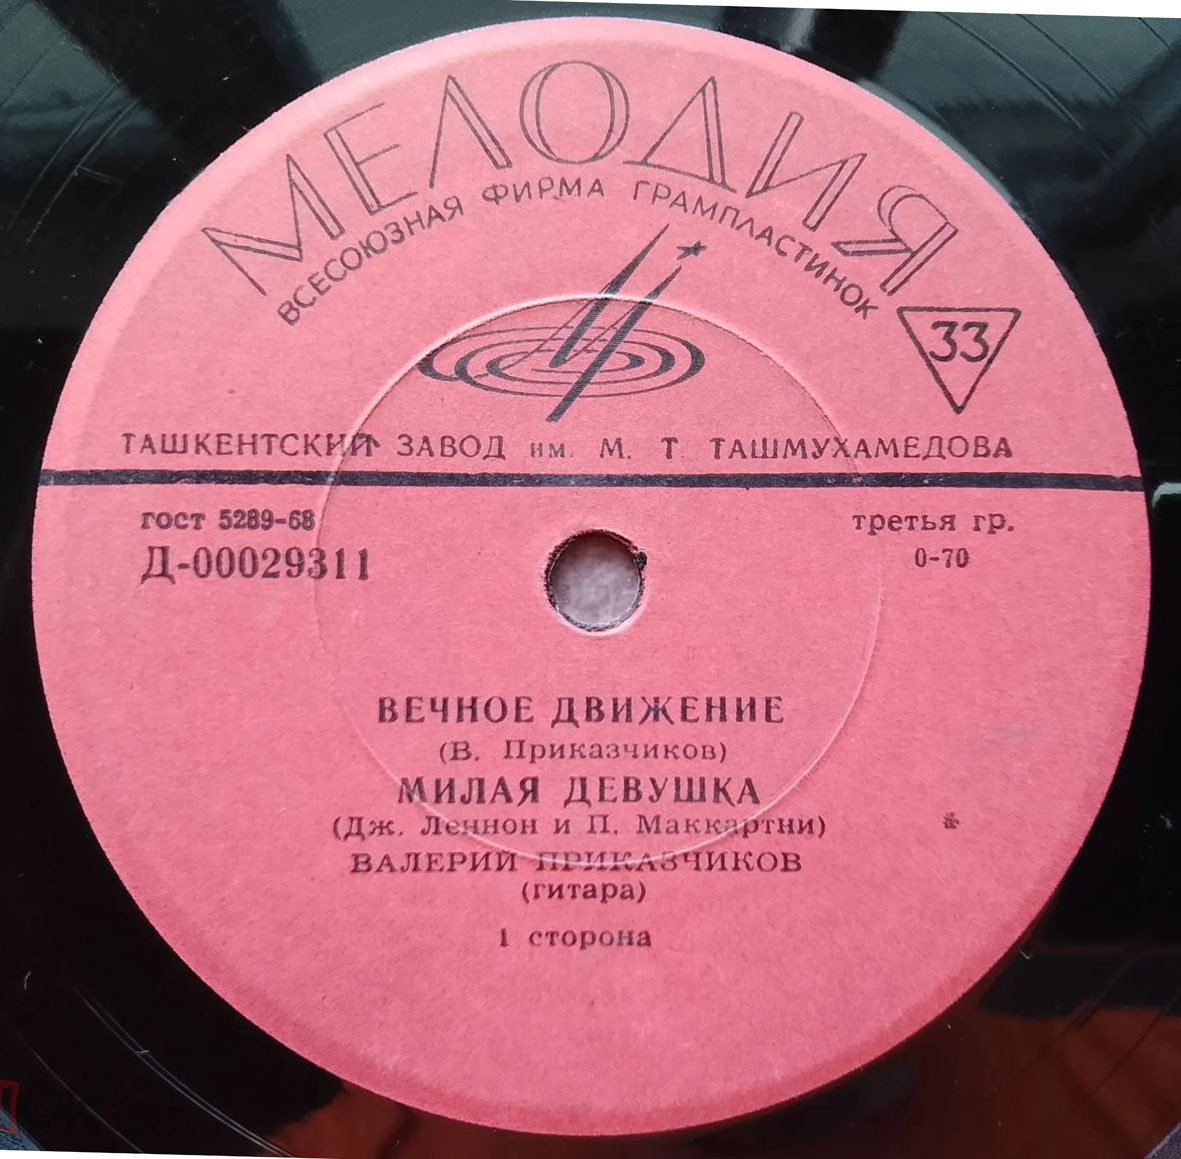 МЕЛОДИЯ
ВСЕСОЮЗНАЯ ФИРМА ГРАМПЛАСТИНОК
33
ТАШКЕНТСКИЙ ЗАВОД им. М. Т. ТАШМУХАМЕДОВА
гост 5289-68
третья гр.
Д-00029311
0-70
ВЕЧНОЕ ДВИЖЕНИЕ
(В. Приказчиков)
МИЛАЯ ДЕВУШКА
(Дж. Леннон и П. Маккартни)
ВАЛЕРИЙ ПРИКАЗЧИКОВ
(гитара)
1 сторона